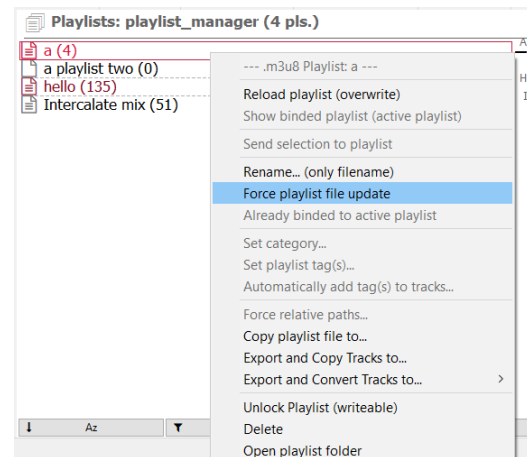 Playlists: playlist_manager (4 pls.)
a (4)
a playlist two (0)
hello (135)
Intercalate mix (51)
--- .m3u8 Playlist: a ---
Reload playlist (overwrite)
Show binded playlist (active playlist)
Send selection to playlist
Rename... (only filename)
Force playlist file update
Already binded to active playlist
Set category...
Set playlist tag(s)...
Automatically add tag(s) to tracks...
Force relative paths...
Copy playlist file to...
Export and Copy Tracks to...
Export and Convert Tracks to...
Unlock Playlist (writeable)
Delete
Open playlist folder
Az